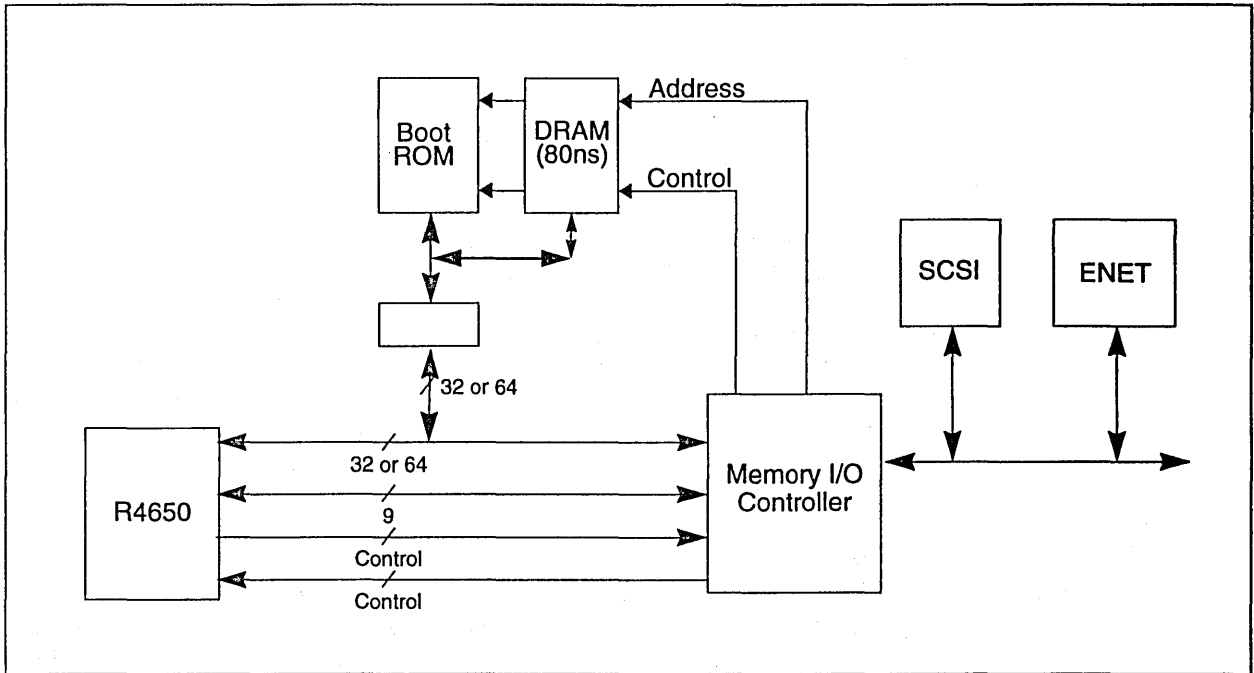 Address
Boot
ROM
DRAM
(80ns)
Control
SCSI
ENET
32 or 64
32 or 64
Memory I/O
Controller
R4650
9
Control
Control